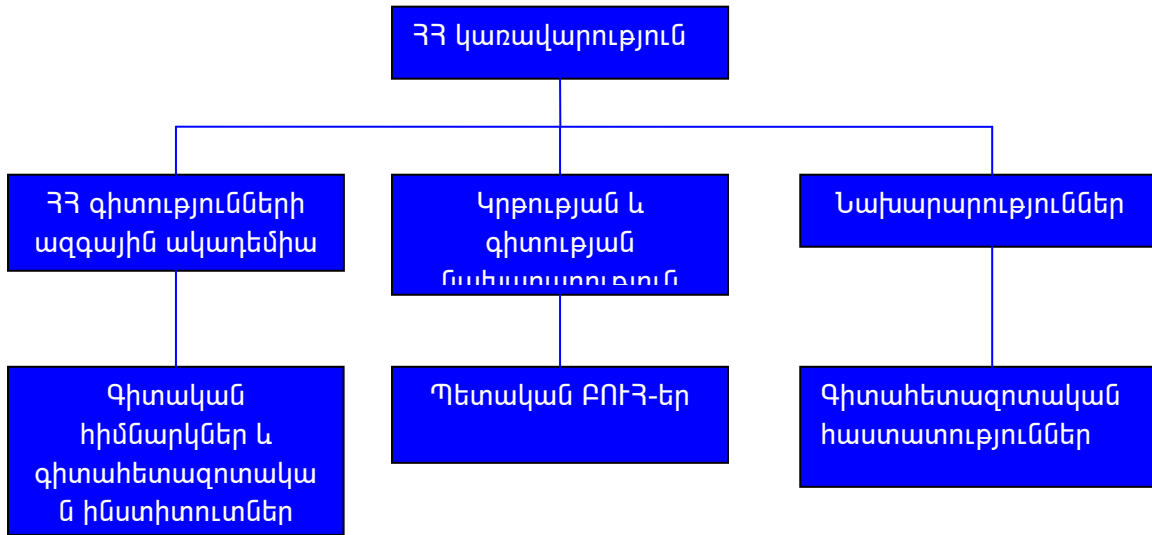 ՀՀ կառավարություն
ՀՀ գիտությունների
ազգային ակադեմիա
Կրթության և
գիտության
նախարարություն
Նախարարություններ
Գիտական
հիմնարկներ և
գիտահետազոտակա
ն ինստիտուտներ
Պետական ԲՈՒՀ-եր
Գիտահետազոտական
հաստատություններ